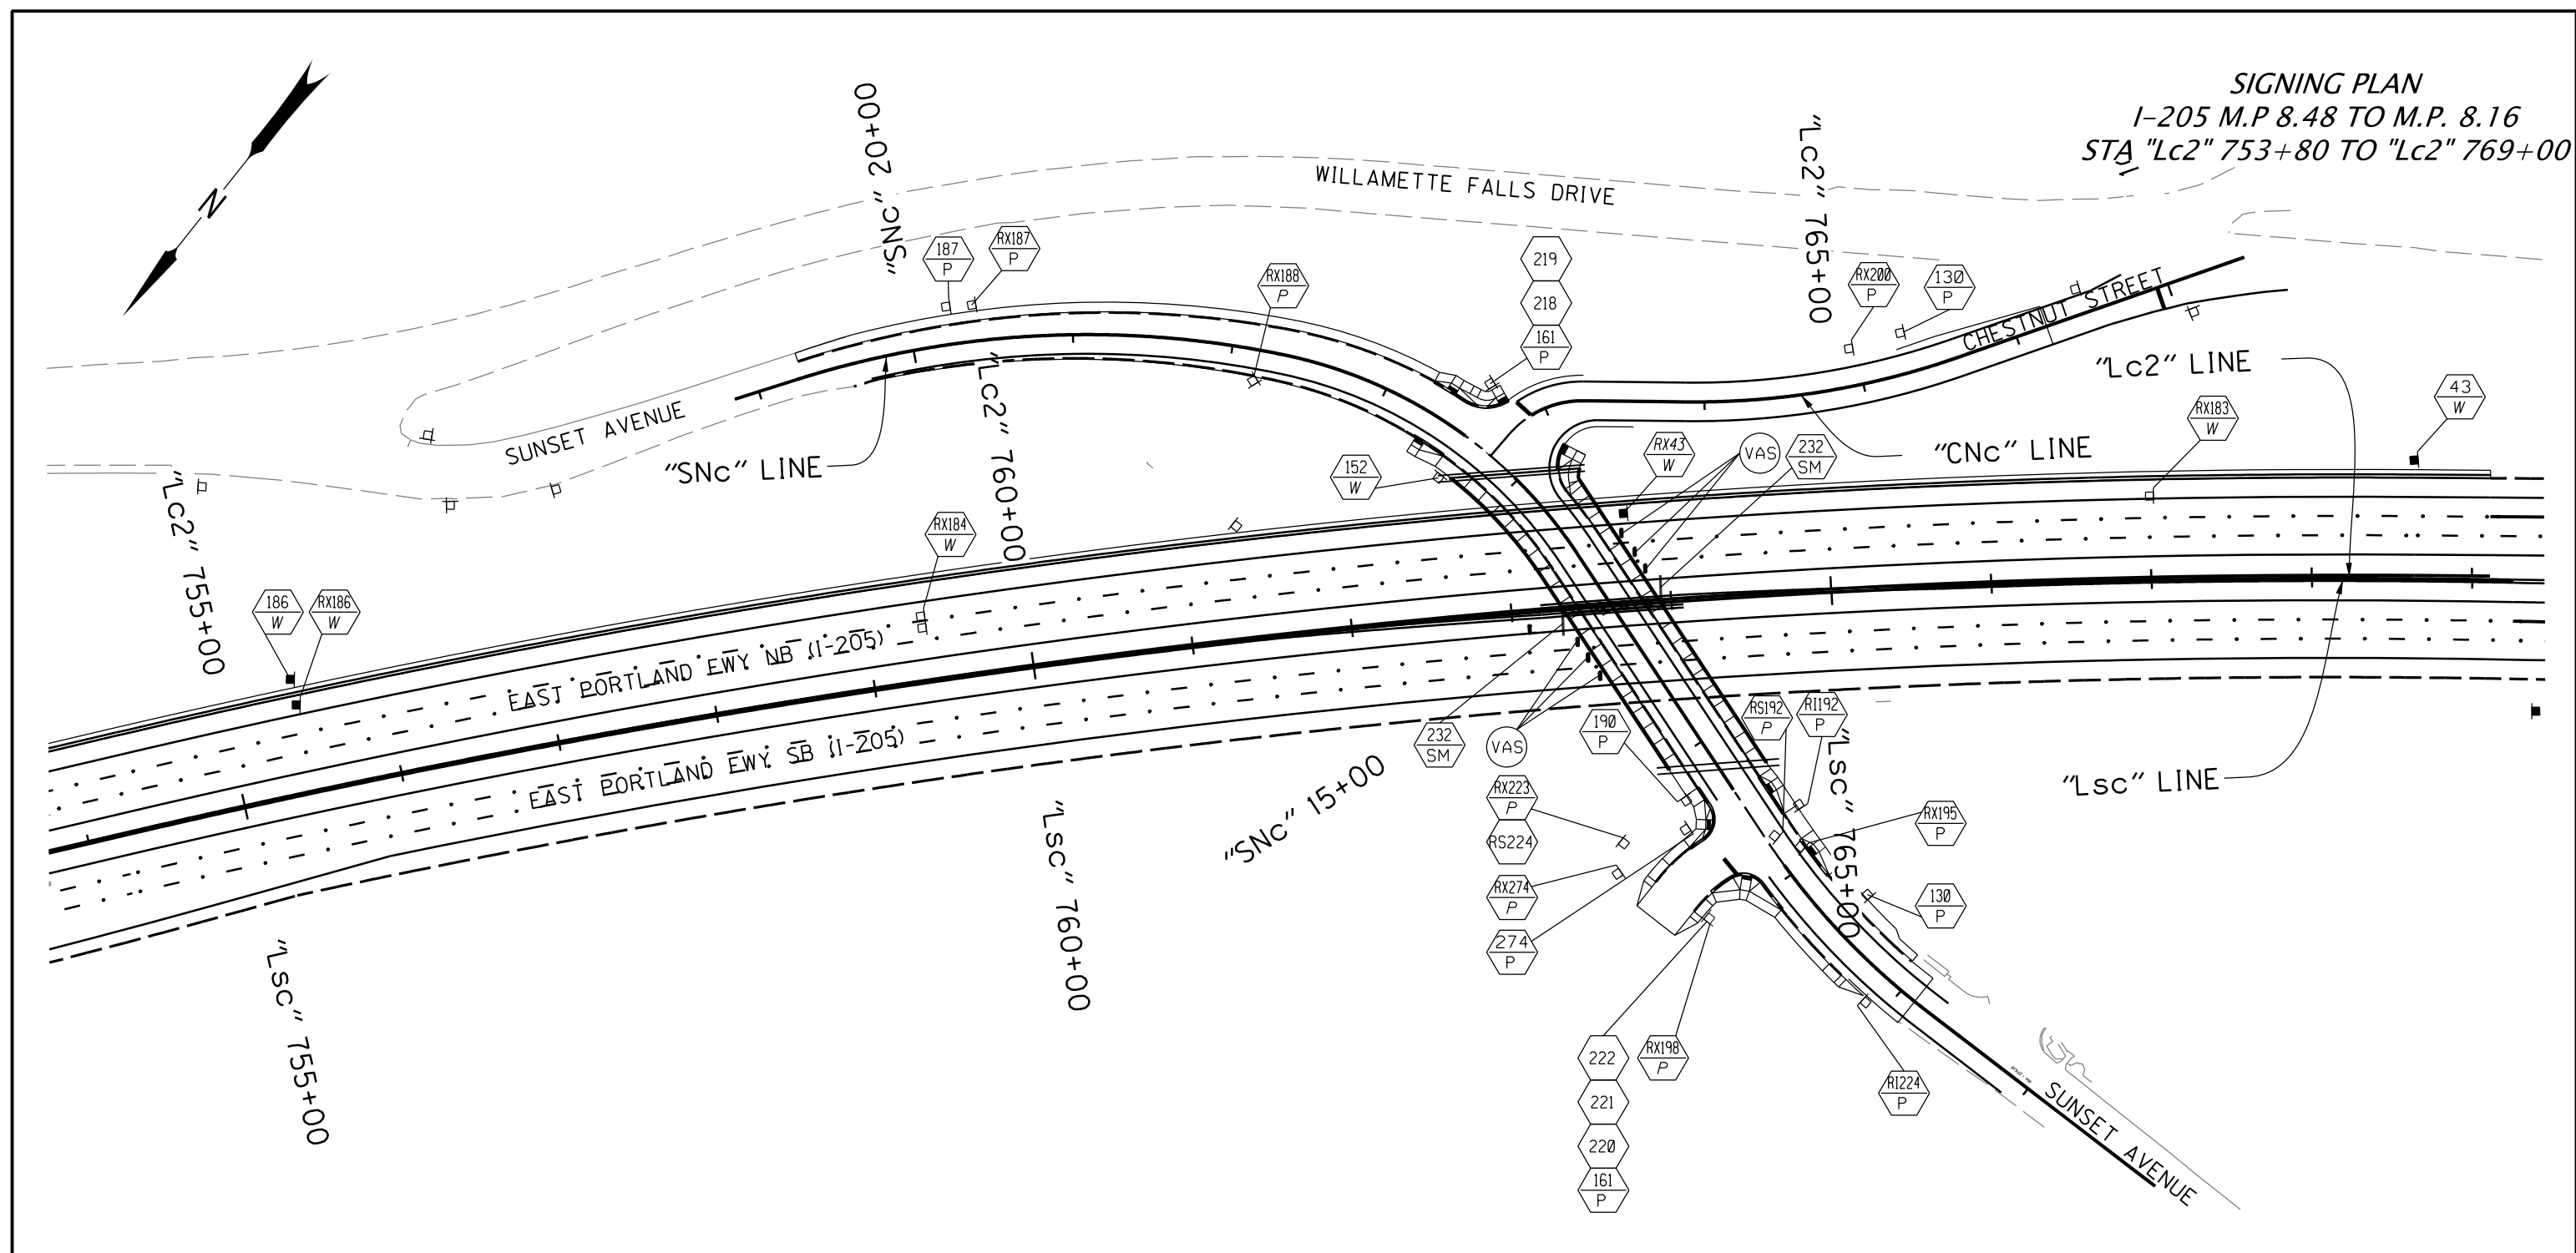 SIGNING PLAN
I-205 M.P 8.48 TO M.P. 8.16
STA "Lc2" 753+80 TO "Lc2" 769+00
N
"SNc" 20+00
WILLAMETTE FALLS DRIVE
"Lc2" 765+00
187
P
RX187
P
RX188
P
219
218
161
P
RX200
P
130
P
CHESTNUT STREET
"Lc2" LINE
43
W
RX183
W
"CNc" LINE
SUNSET AVENUE
"SNc" LINE
"Lc2" 760+00
152
W
RX43
W
VAS
232
SM
"Lc2" 755+00
RX184
W
186
W
RX186
W
EAST PORTLAND FWY NB (I-205)
EAST PORTLAND FWY SB (I-205)
232
SM
VAS
190
P
RS192
P
RI192
P
"Lsc" 765+00
"Lsc" LINE
"SNc" 15+00
RX223
P
RS224
RX274
P
274
P
RX195
P
130
P
"Lsc" 760+00
"Lsc" 755+00
222
221
220
161
P
RX198
P
RI224
P
SUNSET AVENUE